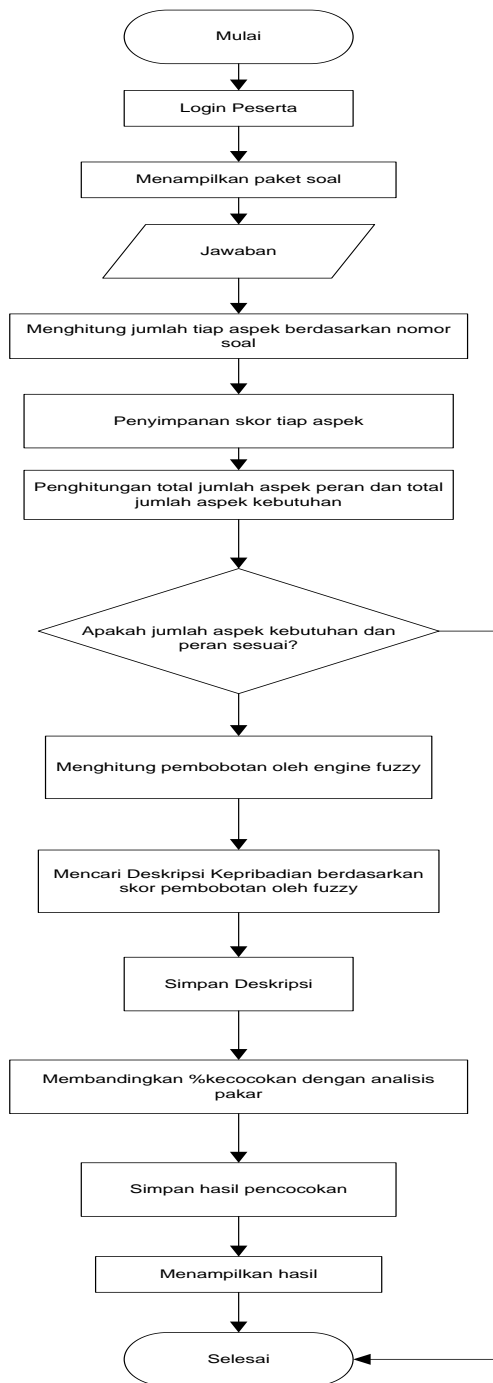 Mulai
Login Peserta
Menampilkan paket soal
Jawaban
Menghitung jumlah tiap aspek berdasarkan nomor
soal
Penyimpanan skor tiap aspek
Penghitungan total jumlah aspek peran dan total
jumlah aspek kebutuhan
Apakah jumlah aspek kebutuhan dan
peran sesuai?
Menghitung pembobotan oleh engine fuzzy
Mencari Deskripsi Kepribadian berdasarkan
skor pembobotan oleh fuzzy
Simpan Deskripsi
Membandingkan %kecocokan dengan analisis
pakar
Simpan hasil pencocokan
Menampilkan hasil
Selesai